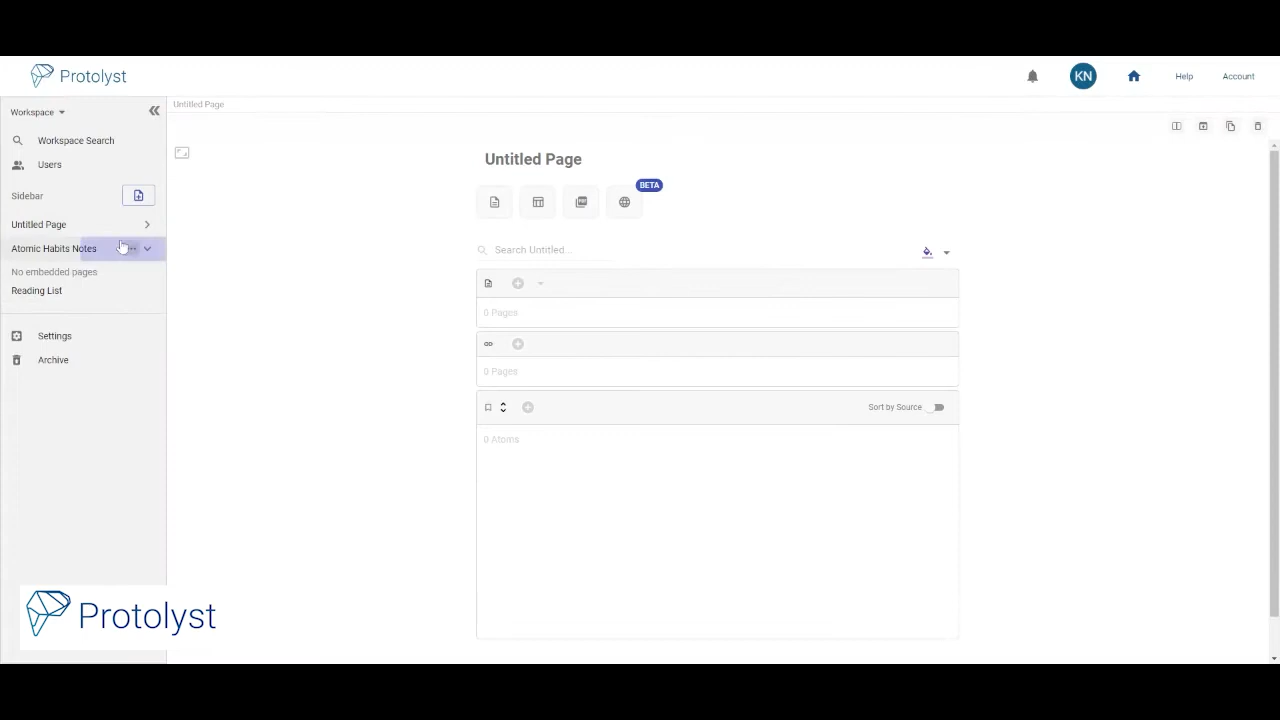 Protolyst
KN
Help
Account
Workspace
Untitled Page
Workspace Search
Users
Sidebar
Untitled Page
Atomic Habits Notes
No embedded pages
Reading List
Settings
Archive
Untitled Page
BETA
Search Untitled...
0 Pages
0 Pages
Sort by Source
0 Atoms
Protolyst